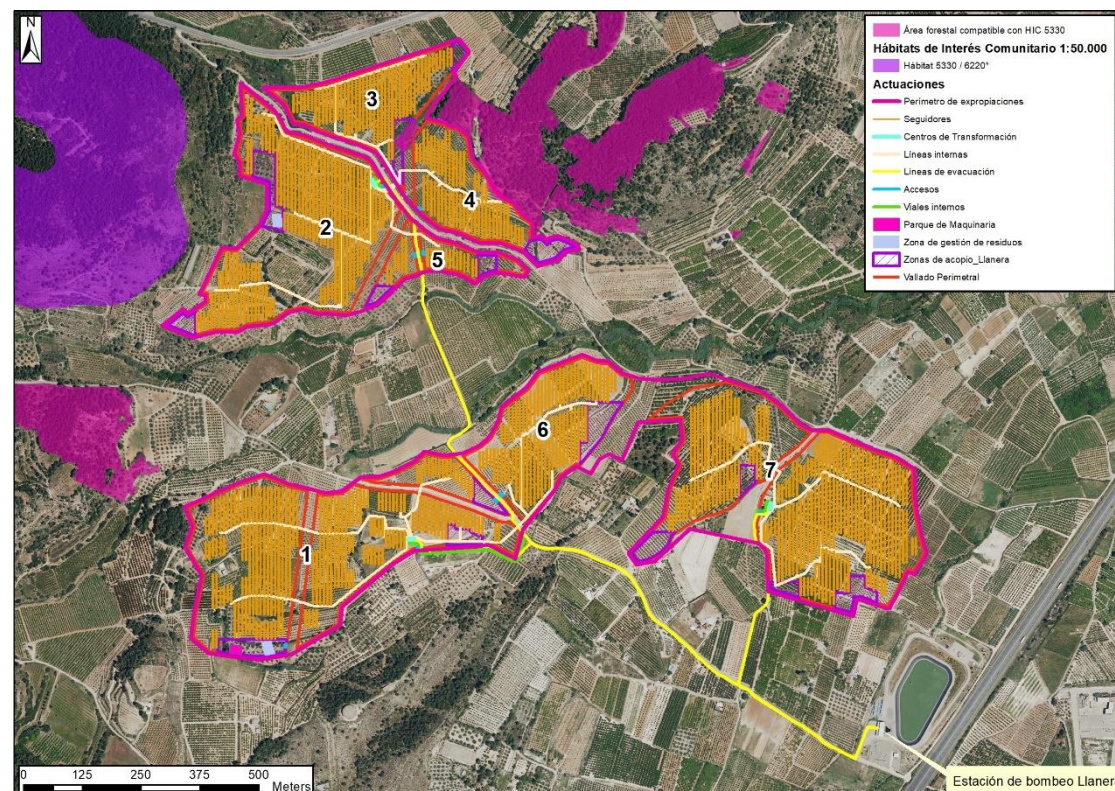 N
Área forestal compatible con HIC 5330
Hábitats de Interés Comunitario 1:50.000
Hábitat 5330 / 6220*
Actuaciones
Perímetro de expropiaciones
Seguidores
Centros de Transformación
Líneas internas
Líneas de evacuación
Accesos
Viales internos
Parque de Maquinaria
Zona de gestión de residuos
Zonas de acopio_Llanera
Vallado Perimetral
3
4
2
5
6
7
1
0 125 250 375 500
Meters
Estación de bombeo Llaner